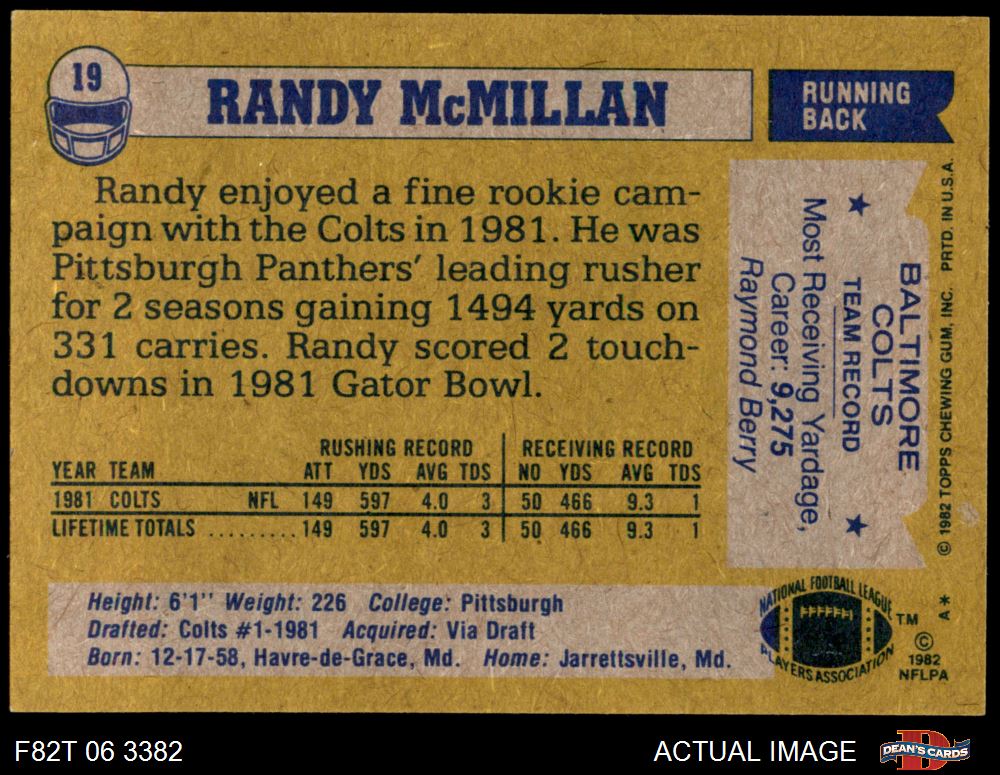 19
RANDY McMILLAN
RUNNING
BACK
Randy enjoyed a fine rookie cam-
paign with the Colts in 1981. He was
Pittsburgh Panthers' leading rusher
for 2 seasons gaining 1494 yards on
331 carries. Randy scored 2 touch-
downs in 1981 Gator Bowl.
RUSHING RECORD RECEIVING RECORD
YEAR TEAM ATT YDS AVG TDS NO YDS AVG TDS
1981 COLTS NFL 149 597 4.0 3 50 466 9.3 1
LIFETIME TOTALS ......... 149 597 4.0 3 50 466 9.3 1
BALTIMORE
COLTS
★ TEAM RECORD ★
Most Receiving Yardage,
Career: 9,275
Raymond Berry
© 1982 TOPPS CHEWING GUM, INC. PRTD. IN U.S.A.
A*
Height: 6'1" Weight: 226 College: Pittsburgh
Drafted: Colts #1-1981 Acquired: Via Draft
Born: 12-17-58, Havre-de-Grace, Md. Home: Jarrettsville, Md.
NATIONAL FOOTBALL LEAGUE
PLAYERS ASSOCIATION
TM
©
1982
NFLPA
F82T 06 3382
ACTUAL IMAGE
D
DEAN'S CARDS